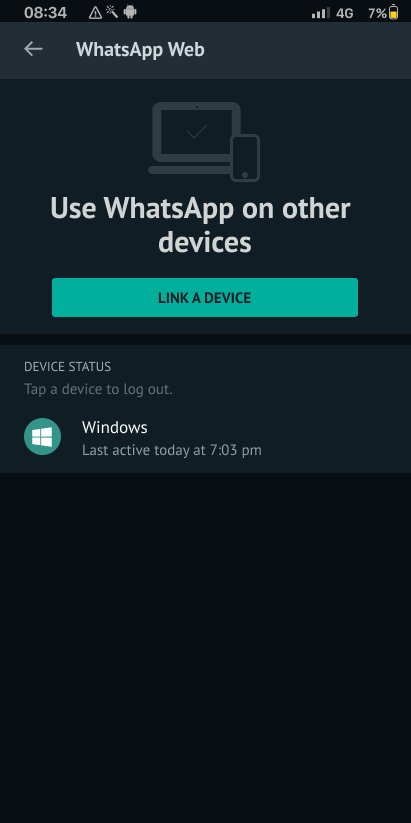 08:34 4G 7%
WhatsApp Web
Use WhatsApp on other
devices
LINK A DEVICE
DEVICE STATUS
Tap a device to log out.
Windows
Last active today at 7:03 pm